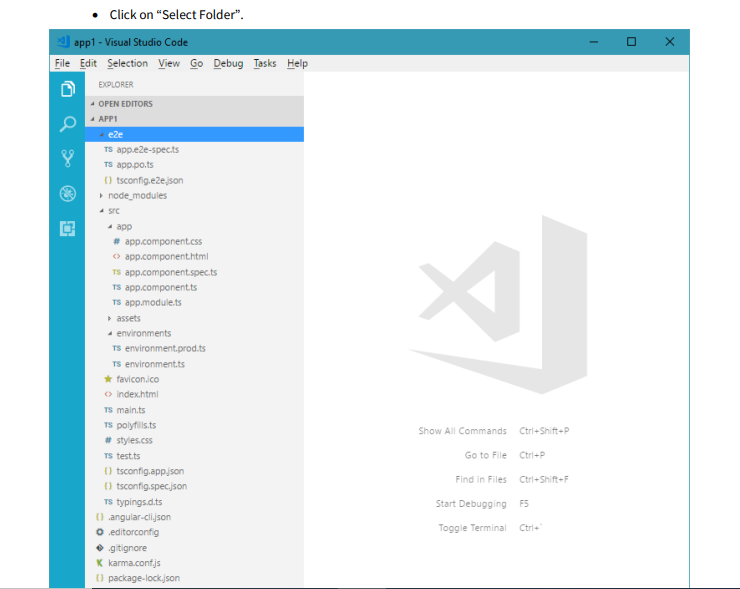 • Click on “Select Folder”.
app1 - Visual Studio Code
File Edit Selection View Go Debug Tasks Help
EXPLORER
OPEN EDITORS
APP1
e2e
TS app.e2e-spec.ts
TS app.po.ts
{} tsconfig.e2e.json
node_modules
src
app
# app.component.css
<> app.component.html
TS app.component.spec.ts
TS app.component.ts
TS app.module.ts
assets
environments
TS environment.prod.ts
TS environment.ts
favicon.ico
<> index.html
TS main.ts
TS polyfills.ts
# styles.css
TS test.ts
{} tsconfig.app.json
{} tsconfig.spec.json
TS typings.d.ts
{} .angular-cli.json
.editorconfig
.gitignore
K karma.conf.js
{} package-lock.json
Show All Commands Ctrl+Shift+P
Go to File Ctrl+P
Find in Files Ctrl+Shift+F
Start Debugging F5
Toggle Terminal Ctrl+`